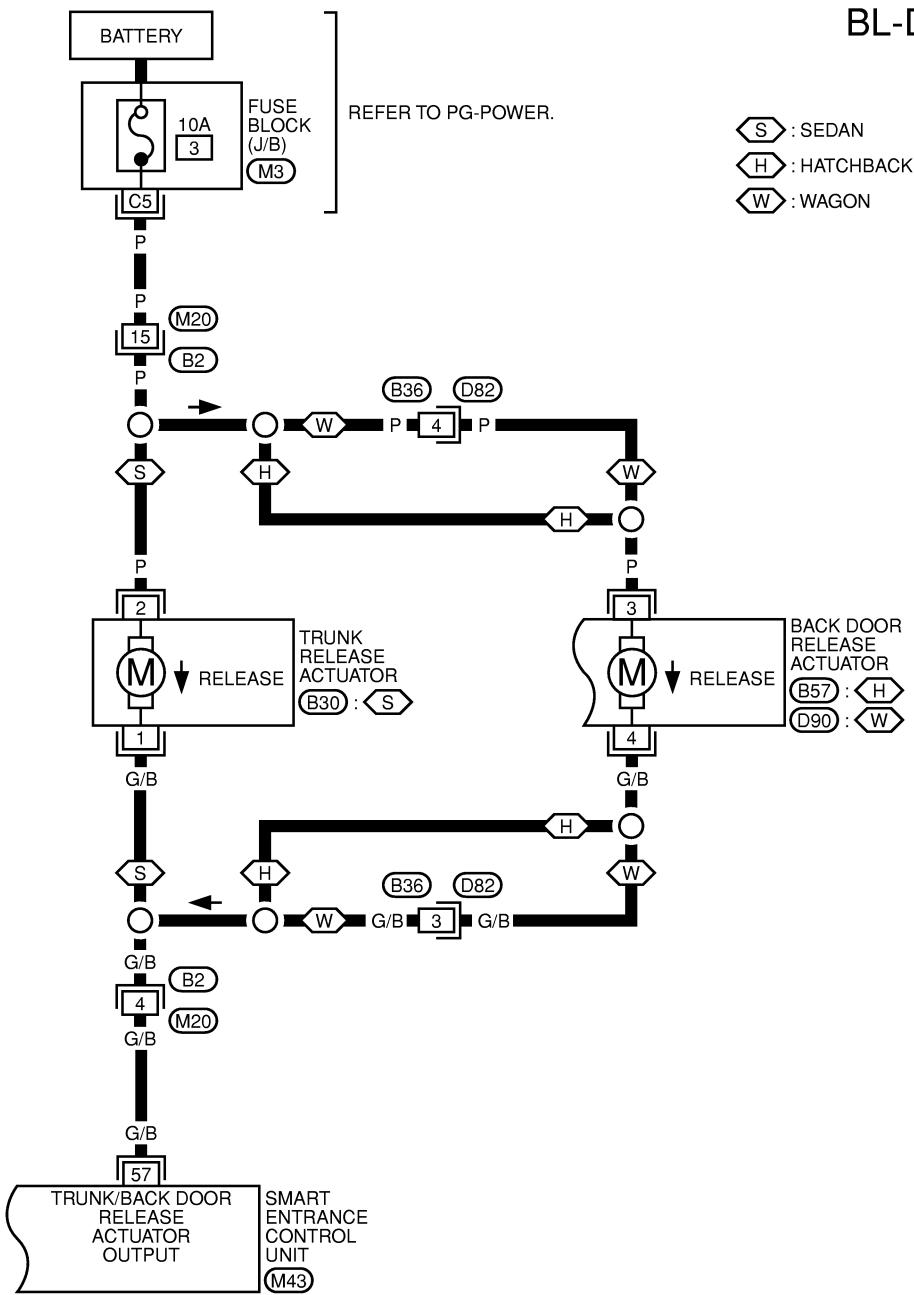 BL-D
BATTERY
10A
3
FUSE
BLOCK
(J/B)
M3
REFER TO PG-POWER.
S : SEDAN
H : HATCHBACK
W : WAGON
C5
P
P
M20
15
B2
P
B36
D82
W
P
4
P
S
H
W
H
P
P
2
3
M
RELEASE
TRUNK
RELEASE
ACTUATOR
B30 : S
M
RELEASE
BACK DOOR
RELEASE
ACTUATOR
B57 : H
D90 : W
1
4
G/B
G/B
H
S
H
W
B36
D82
W
G/B
3
G/B
G/B
B2
4
M20
G/B
G/B
57
TRUNK/BACK DOOR
RELEASE
ACTUATOR
OUTPUT
SMART
ENTRANCE
CONTROL
UNIT
M43